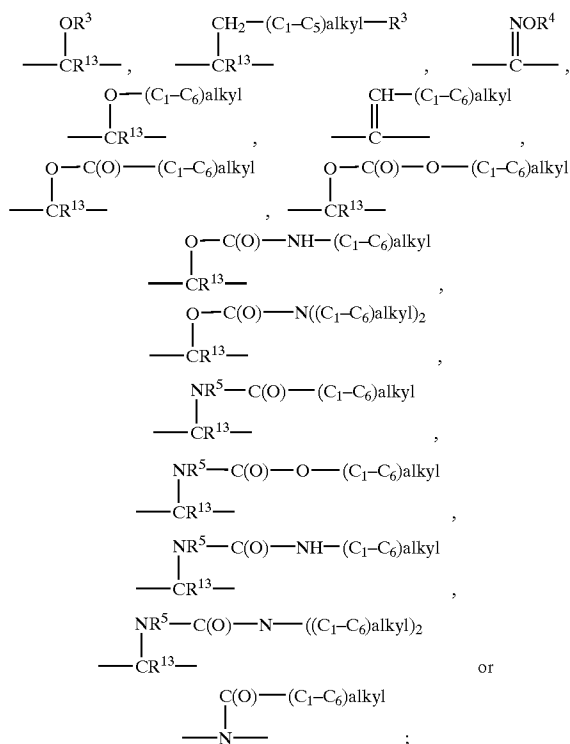 OR³ CH₂—(C₁–C₅)alkyl—R³ NOR⁴
—CR¹³—, —CR¹³—, —C—,
O—(C₁–C₆)alkyl CH—(C₁–C₆)alkyl
—CR¹³—, —C—,
O—C(O)—(C₁–C₆)alkyl O—C(O)—O—(C₁–C₆)alkyl
—CR¹³—, —CR¹³—
O—C(O)—NH—(C₁–C₆)alkyl
—CR¹³—,
O—C(O)—N((C₁–C₆)alkyl)₂
—CR¹³—,
NR⁵—C(O)—(C₁–C₆)alkyl
—CR¹³—,
NR⁵—C(O)—O—(C₁–C₆)alkyl
—CR¹³—,
NR⁵—C(O)—NH—(C₁–C₆)alkyl
—CR¹³—,
NR⁵—C(O)—N—((C₁–C₆)alkyl)₂
—CR¹³— or
C(O)—(C₁–C₆)alkyl
—N— ;